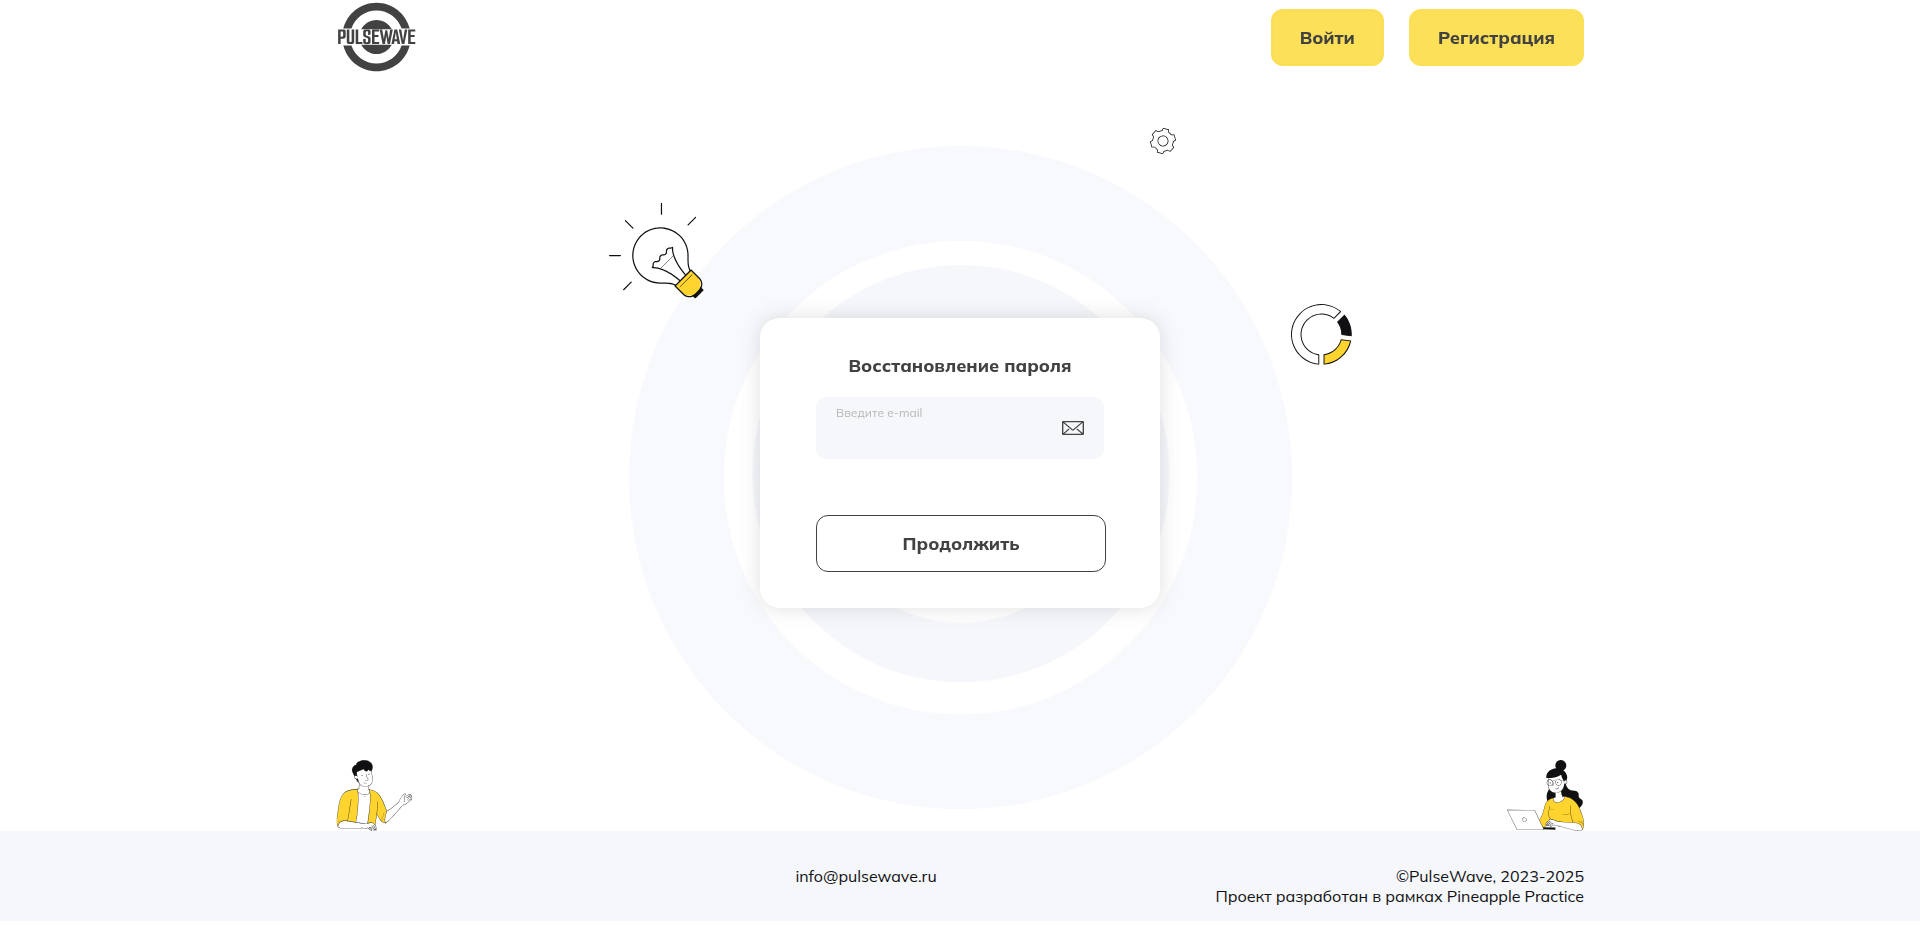 PULSEWAVE
Войти
Регистрация
Восстановление пароля
Введите e-mail
Продолжить
info@pulsewave.ru
©PulseWave, 2023-2025
Проект разработан в рамках Pineapple Practice